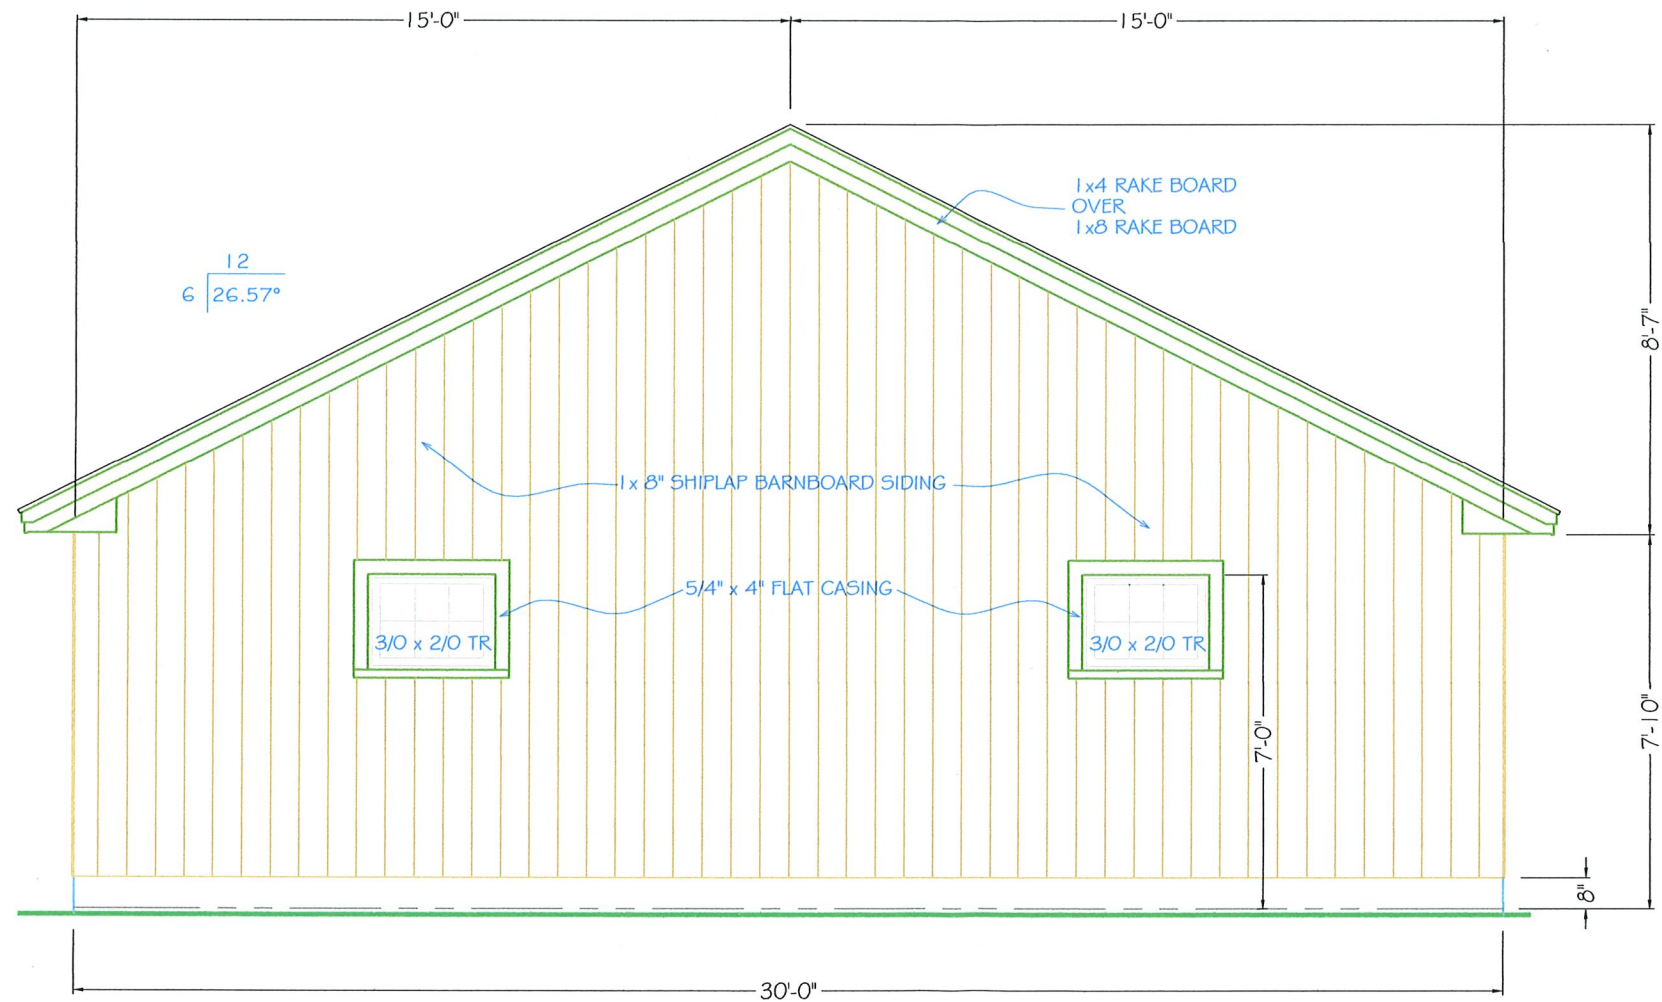 15'-0"
15'-0"
1x4 RAKE BOARD
OVER
1x8 RAKE BOARD
12
6
26.57°
8'-7"
1 x 8" SHIPLAP BARNBOARD SIDING
5/4" x 4" FLAT CASING
3/0 x 2/0 TR
3/0 x 2/0 TR
7'-0"
7'-10"
8"
30'-0"